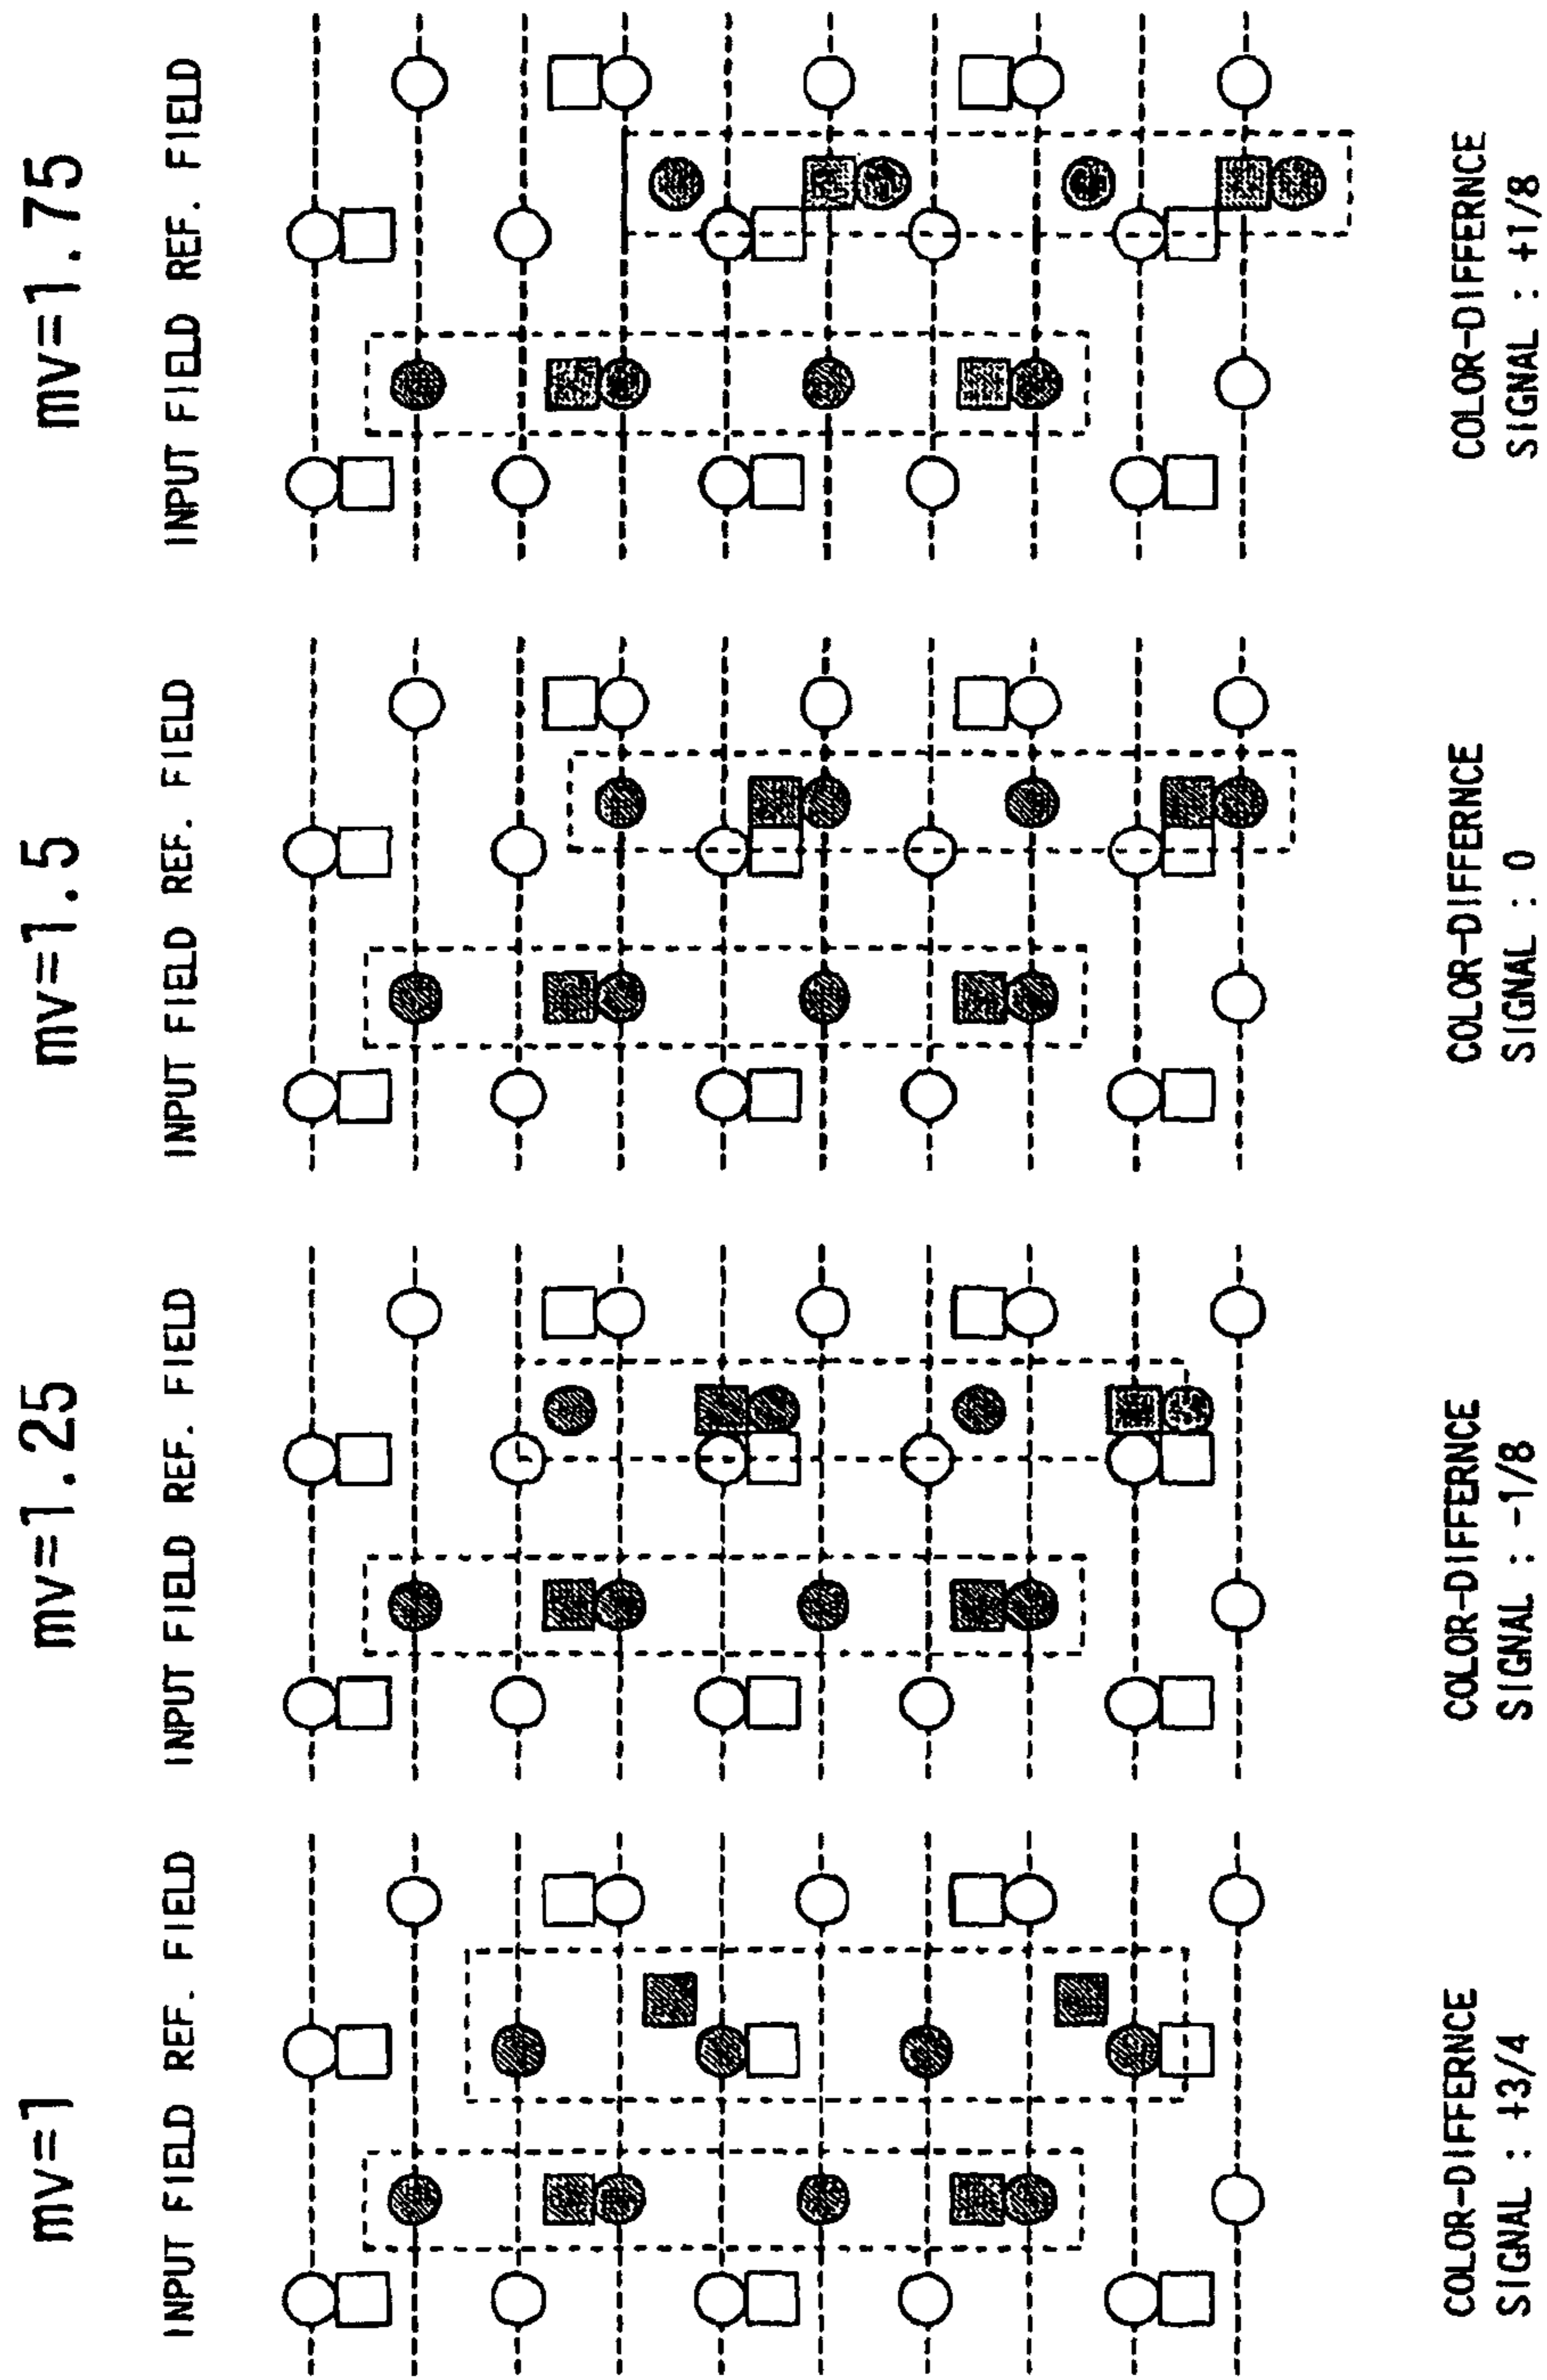 mv=1
INPUT FIELD REF. FIELD
COLOR-DIFFERNCE
SIGNAL : +3/4
mv=1.25
INPUT FIELD REF. FIELD
COLOR-DIFFERNCE
SIGNAL : -1/8
mv=1.5
INPUT FIELD REF. FIELD
COLOR-DIFFERNCE
SIGNAL : 0
mv=1.75
INPUT FIELD REF. FIELD
COLOR-DIFFERNCE
SIGNAL : +1/8